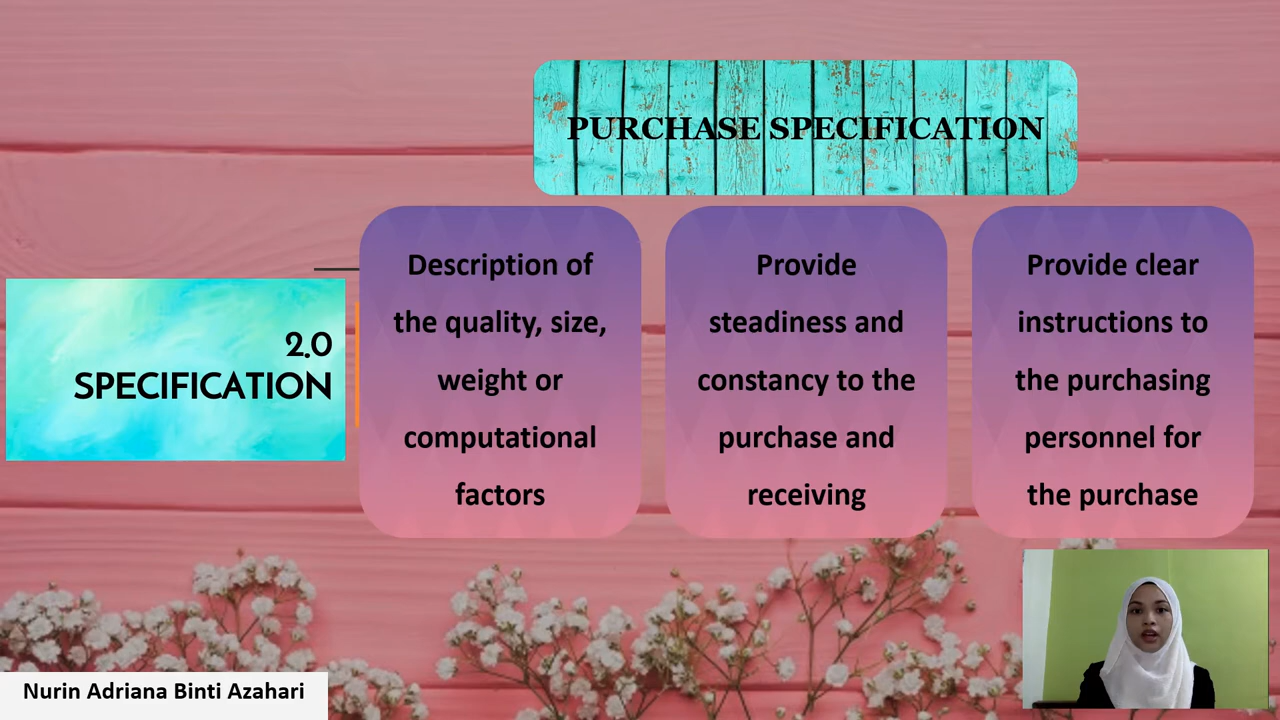 PURCHASE SPECIFICATION
2.0
SPECIFICATION
Description of
the quality, size,
weight or
computational
factors
Provide
steadiness and
constancy to the
purchase and
receiving
Provide clear
instructions to
the purchasing
personnel for
the purchase
Nurin Adriana Binti Azahari